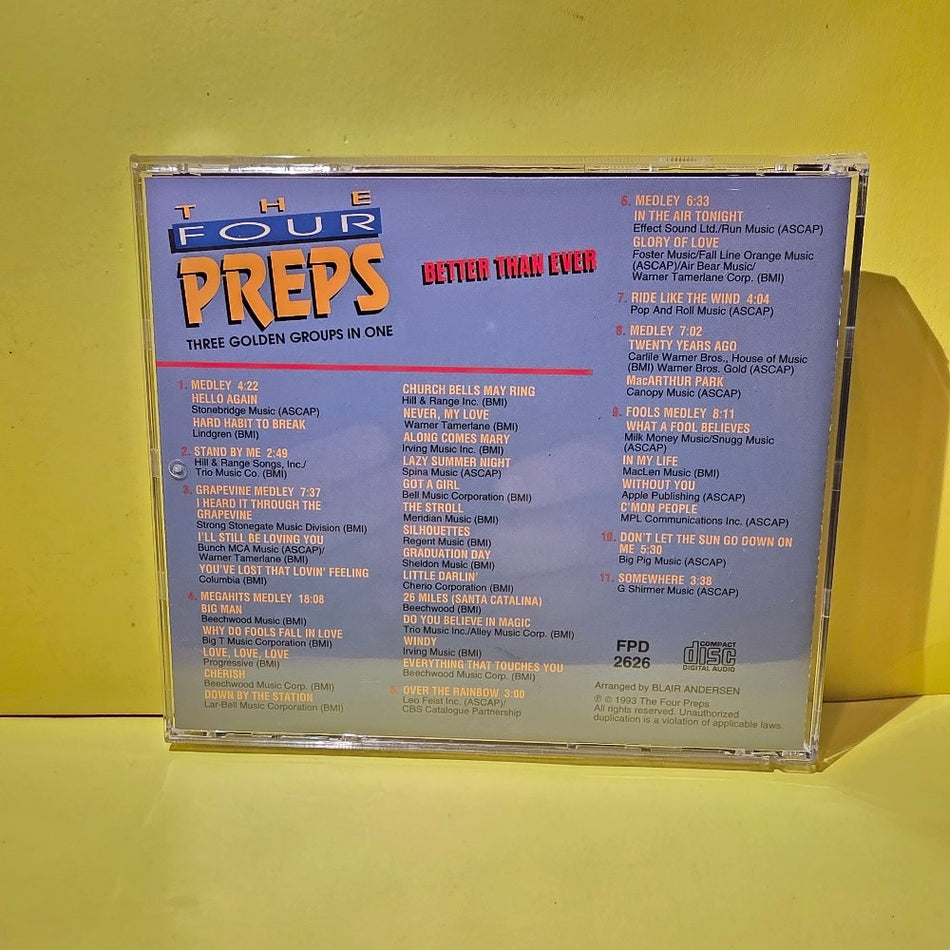 THE
FOUR
PREPS
THREE GOLDEN GROUPS IN ONE
BETTER THAN EVER
1. MEDLEY 4:22
HELLO AGAIN
Stonebridge Music (ASCAP)
HARD HABIT TO BREAK
Lindgren (BMI)
2. STAND BY ME 2:49
Hill & Range Songs, Inc./
Trio Music Co. (BMI)
3. GRAPEVINE MEDLEY 7:37
I HEARD IT THROUGH THE
GRAPEVINE
Strong Stonegate Music Division (BMI)
I'LL STILL BE LOVING YOU
Bunch MCA Music (ASCAP)/
Warner Tamerlane (BMI)
YOU'VE LOST THAT LOVIN' FEELING
Columbia (BMI)
4. MEGAHITS MEDLEY 18:08
BIG MAN
Beechwood Music (BMI)
WHY DO FOOLS FALL IN LOVE
Big T Music Corporation (BMI)
LOVE, LOVE, LOVE
Progressive (BMI)
CHERISH
Beechwood Music Corp. (BMI)
DOWN BY THE STATION
Lar-Bell Music Corporation (BMI)
CHURCH BELLS MAY RING
Hill & Range Inc. (BMI)
NEVER, MY LOVE
Warner Tamerlane (BMI)
ALONG COMES MARY
Irving Music Inc. (BMI)
LAZY SUMMER NIGHT
Spina Music (ASCAP)
GOT A GIRL
Bell Music Corporation (BMI)
THE STROLL
Meridian Music (BMI)
SILHOUETTES
Regent Music (BMI)
GRADUATION DAY
Sheldon Music (BMI)
LITTLE DARLIN'
Cherio Corporation (BMI)
26 MILES (SANTA CATALINA)
Beechwood (BMI)
DO YOU BELIEVE IN MAGIC
Trio Music Inc./Alley Music Corp. (BMI)
WINDY
Irving Music (BMI)
EVERYTHING THAT TOUCHES YOU
Beechwood Music Corp. (BMI)
5. OVER THE RAINBOW 3:00
Leo Feist Inc. (ASCAP)/
CBS Catalogue Partnership
6. MEDLEY 6:33
IN THE AIR TONIGHT
Effect Sound Ltd./Run Music (ASCAP)
GLORY OF LOVE
Foster Music/Fall Line Orange Music
(ASCAP)/Air Bear Music/
Warner Tamerlane Corp. (BMI)
7. RIDE LIKE THE WIND 4:04
Pop And Roll Music (ASCAP)
8. MEDLEY 7:02
TWENTY YEARS AGO
Carlile Warner Bros., House of Music
(BMI) Warner Bros. Gold (ASCAP)
MacARTHUR PARK
Canopy Music (ASCAP)
9. FOOLS MEDLEY 8:11
WHAT A FOOL BELIEVES
Milk Money Music/Snugg Music
(ASCAP)
IN MY LIFE
MacLen Music (BMI)
WITHOUT YOU
Apple Publishing (ASCAP)
C'MON PEOPLE
MPL Communications Inc. (ASCAP)
10. DON'T LET THE SUN GO DOWN ON
ME 5:30
Big Pig Music (ASCAP)
11. SOMEWHERE 3:38
G Shirmer Music (ASCAP)
FPD
2626
COMPACT
disc
DIGITAL AUDIO
Arranged by BLAIR ANDERSEN
℗ © 1993 The Four Preps
All rights reserved. Unauthorized
duplication is a violation of applicable laws.